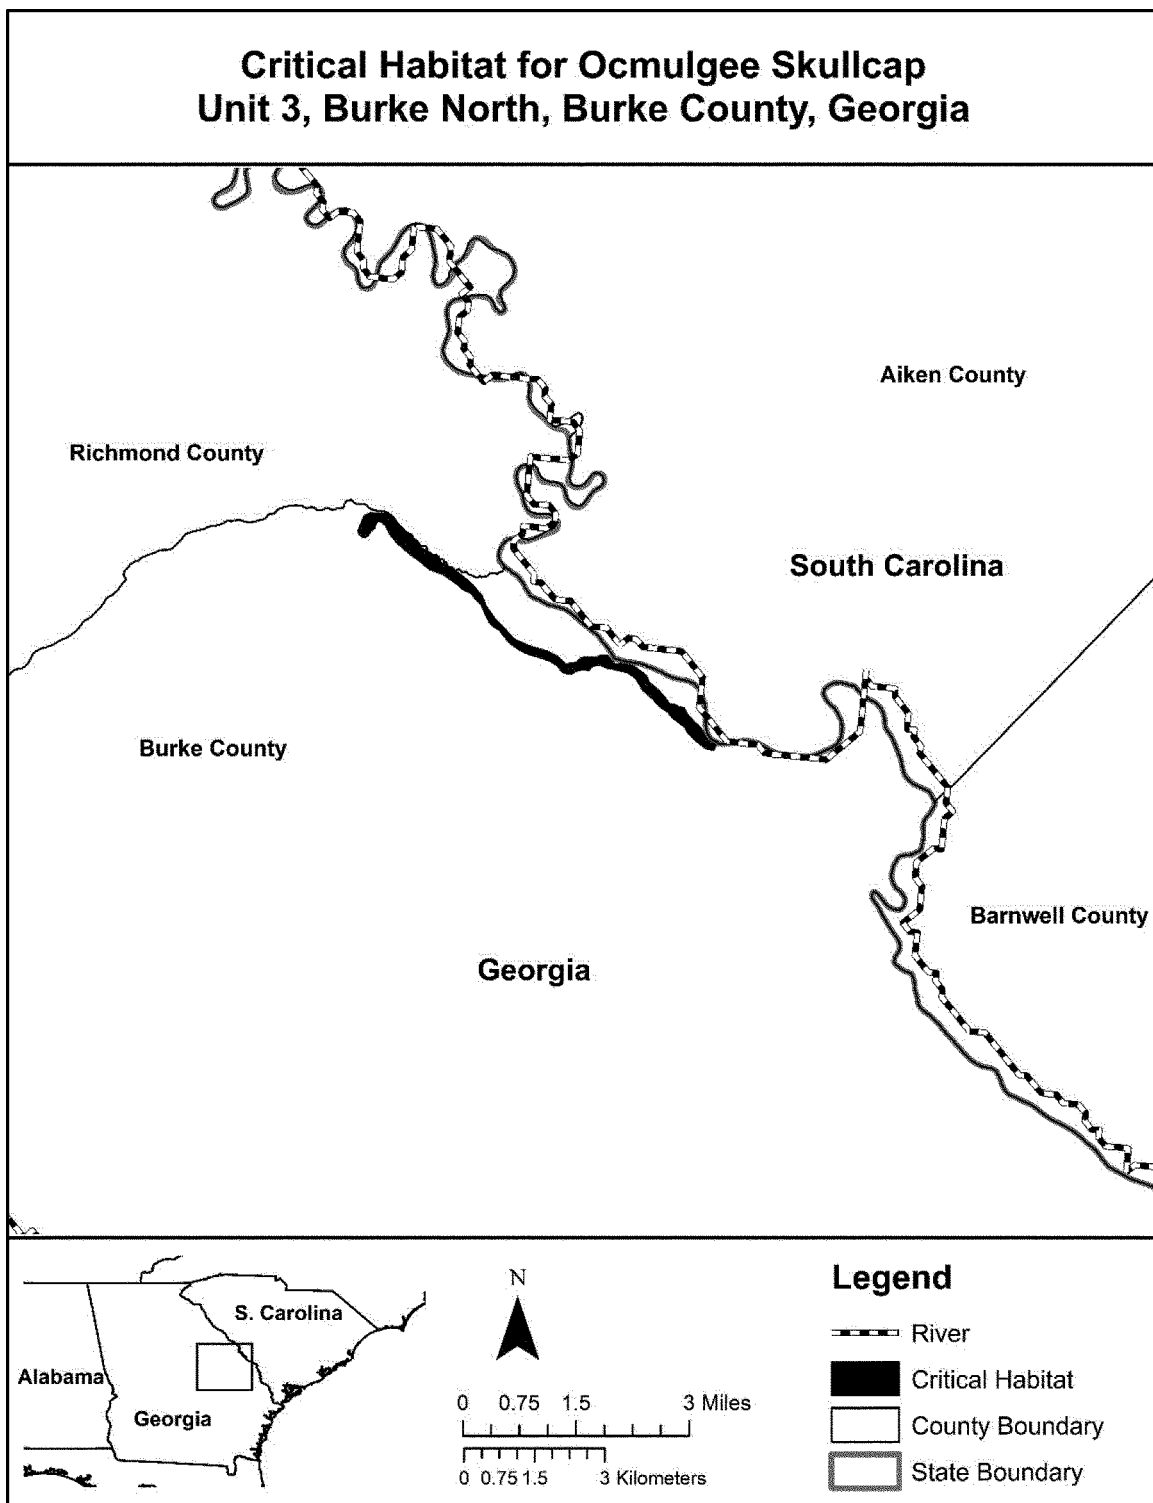 Critical Habitat for Ocmulgee Skullcap
Unit 3, Burke North, Burke County, Georgia
Aiken County
Richmond County
South Carolina
Burke County
Barnwell County
Georgia
S. Carolina
Alabama
Georgia
N
0 0.75 1.5 3 Miles
0 0.75 1.5 3 Kilometers
Legend
River
Critical Habitat
County Boundary
State Boundary